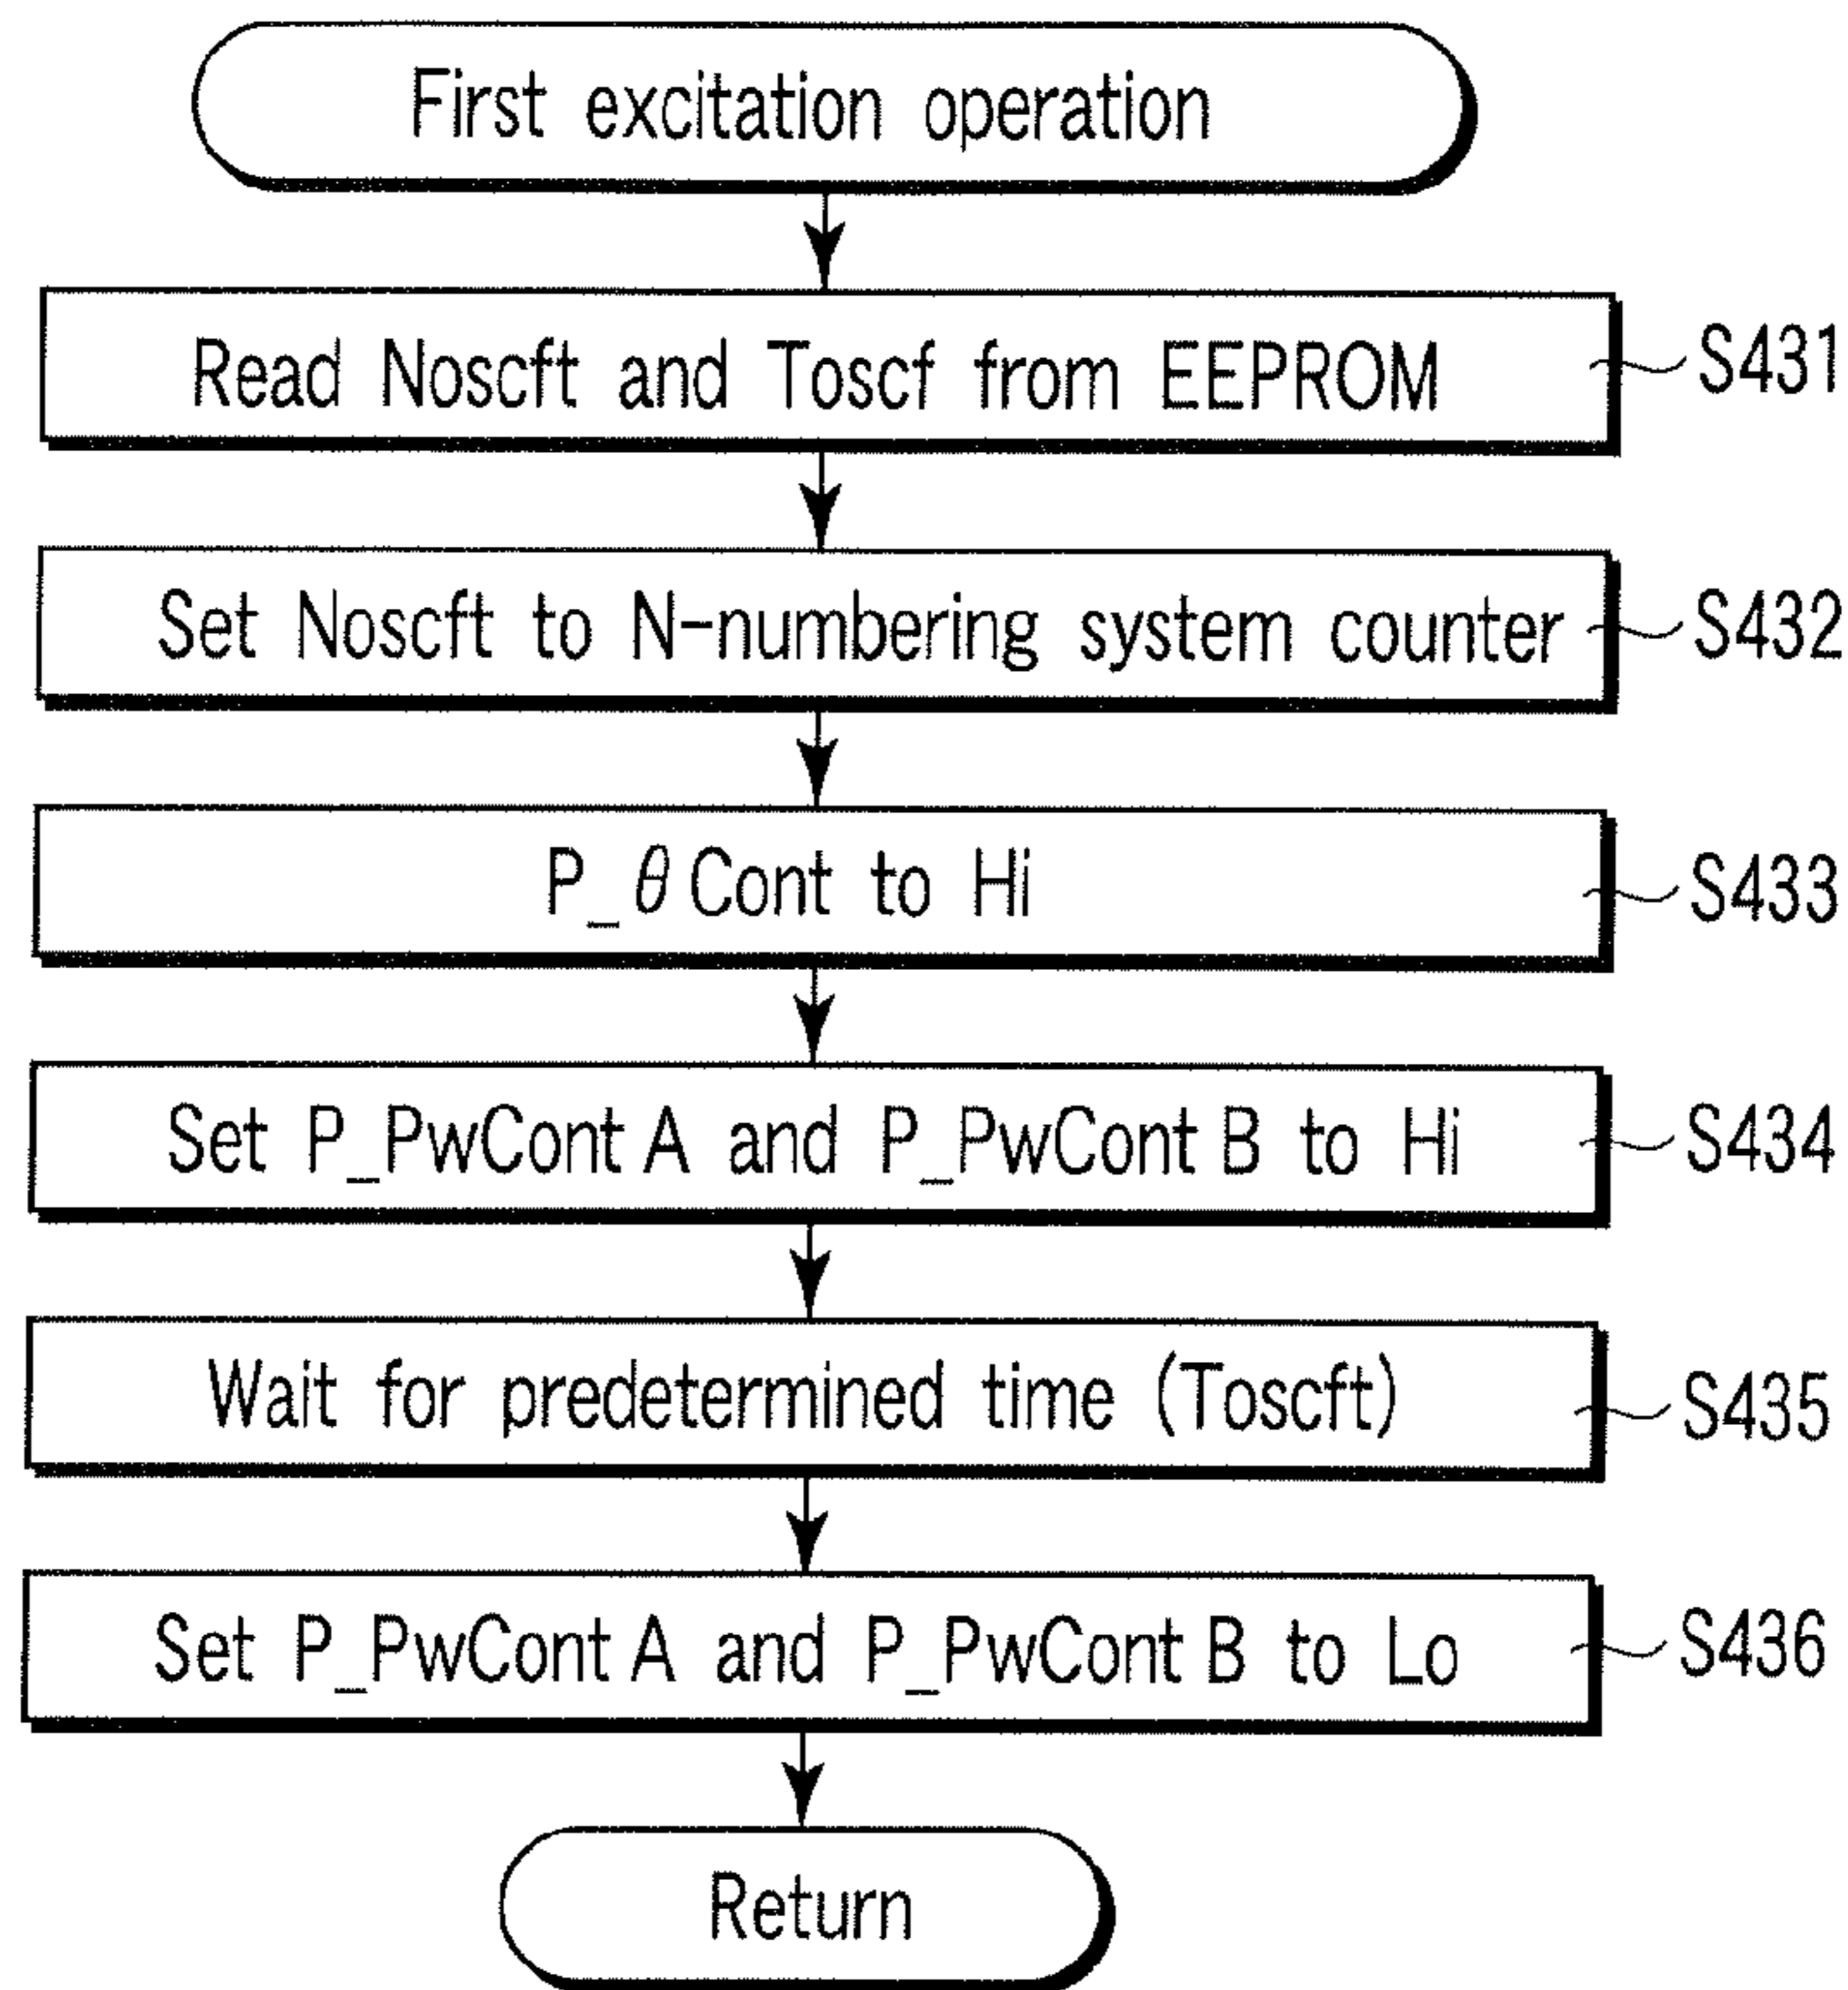 First excitation operation
Read Noscft and Toscf from EEPROM
S431
Set Noscft to N-numbering system counter
S432
P_θCont to Hi
S433
Set P_PwCont A and P_PwCont B to Hi
S434
Wait for predetermined time (Toscft)
S435
Set P_PwCont A and P_PwCont B to Lo
S436
Return